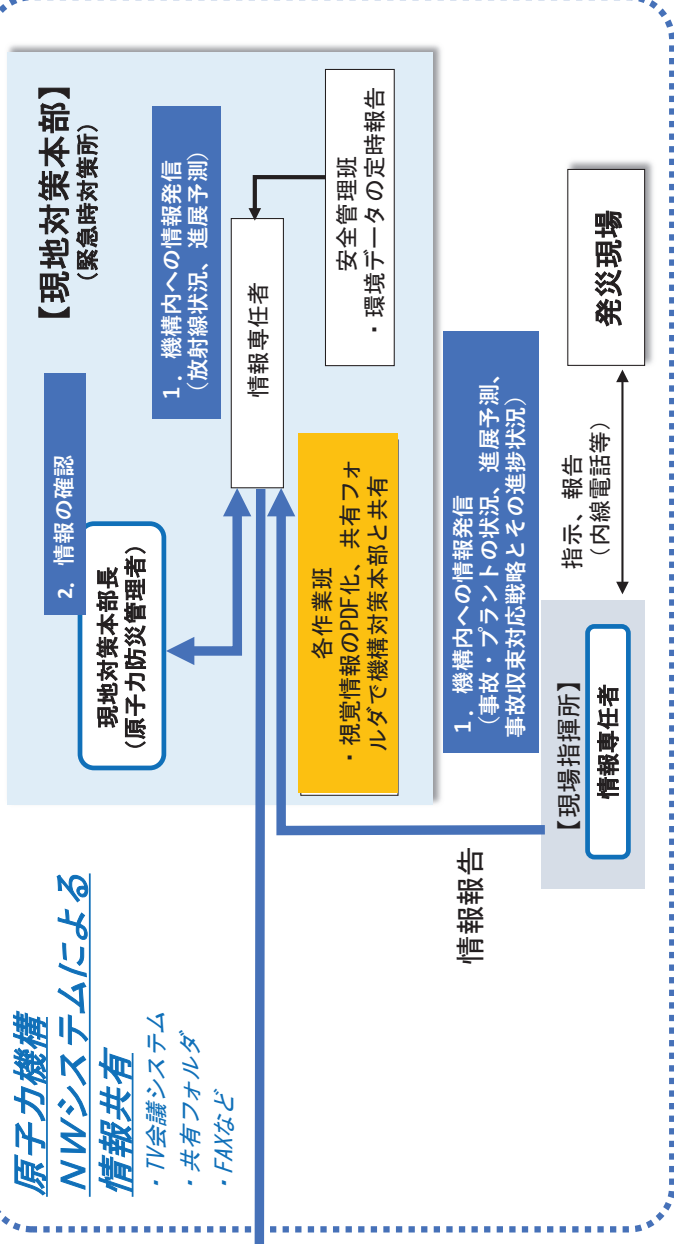 原子力機構
NWシステムによる
情報共有
・TV会議システム
・共有フォルダ
・FAXなど
【現地対策本部】
（緊急時対策所）
2. 情報の確認
現地対策本部長
（原子力防災管理者）
１．機構内への情報発信
（放射線状況、進展予測）
情報専任者
安全管理班
・環境データの定時報告
各作業班
・視覚情報のPDF化、共有フォ
ルダで機構対策本部と共有
情報報告
１．機構内への情報発信
（事故・プラントの状況、進展予測、
事故収束対応戦略とその進捗状況）
【現場指揮所】
情報専任者
指示、報告
（内線電話等）
発災現場